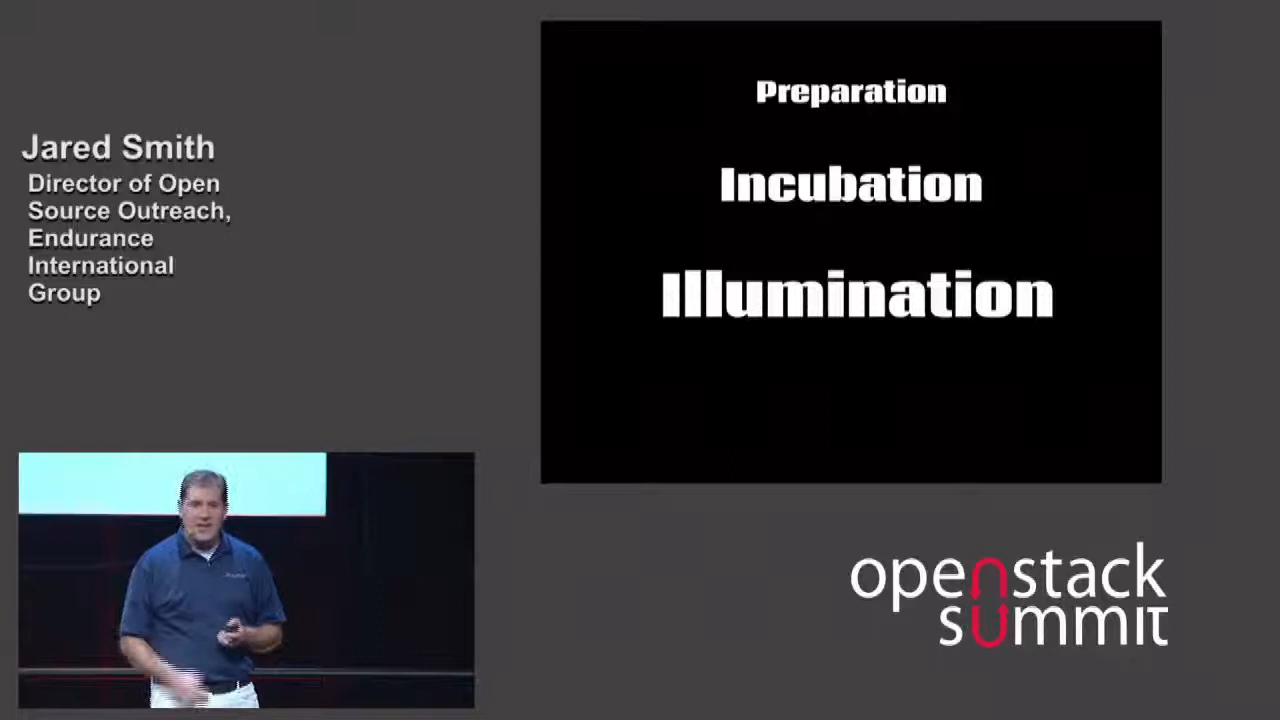 Jared Smith
Director of Open
Source Outreach,
Endurance
International
Group
Preparation
Incubation
Illumination
openstack
summit